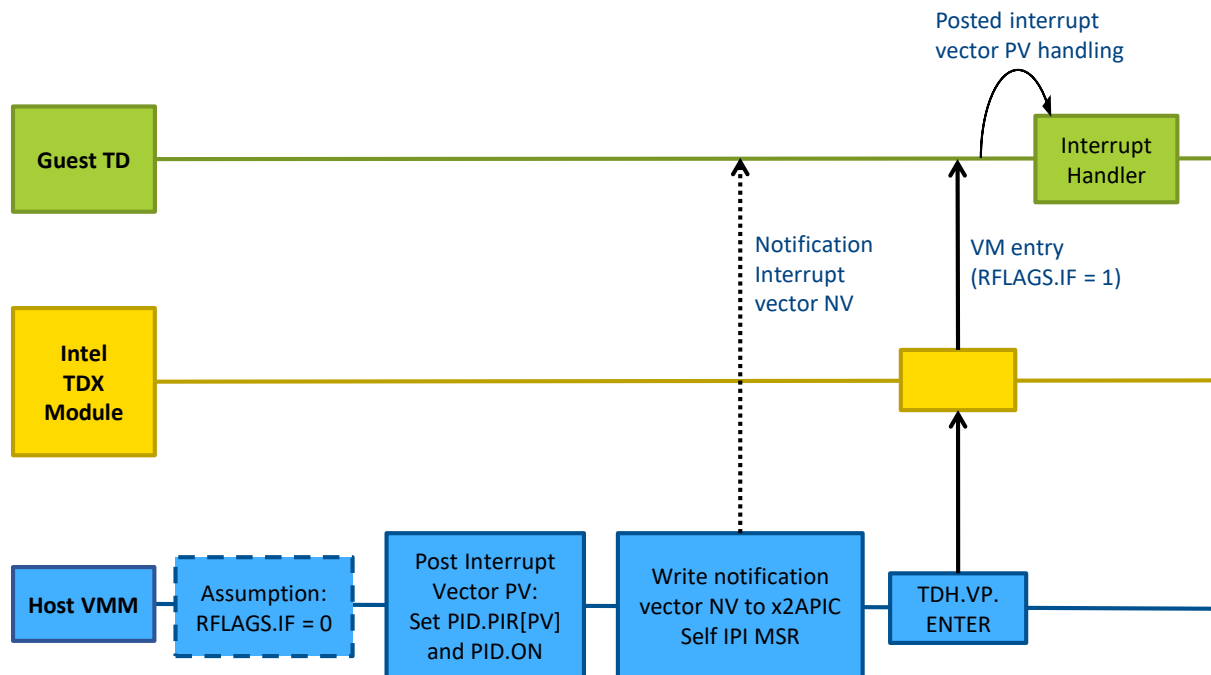 Posted interrupt
vector PV handling
Guest TD
Interrupt
Handler
Notification
Interrupt
vector NV
VM entry
(RFLAGS.IF = 1)
Intel
TDX
Module
Host VMM
Assumption:
RFLAGS.IF = 0
Post Interrupt
Vector PV:
Set PID.PIR[PV]
and PID.ON
Write notification
vector NV to x2APIC
Self IPI MSR
TDH.VP.
ENTER